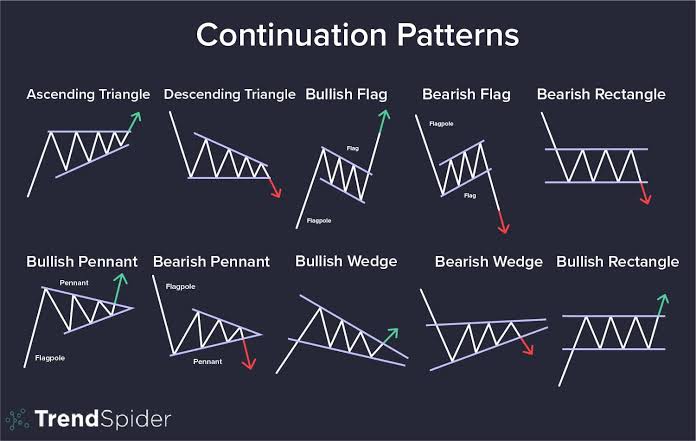 Continuation Patterns
Ascending Triangle
Descending Triangle
Bullish Flag
Flag
Flagpole
Bearish Flag
Flagpole
Flag
Bearish Rectangle
Bullish Pennant
Pennant
Flagpole
Bearish Pennant
Flagpole
Pennant
Bullish Wedge
Bearish Wedge
Bullish Rectangle
TrendSpider